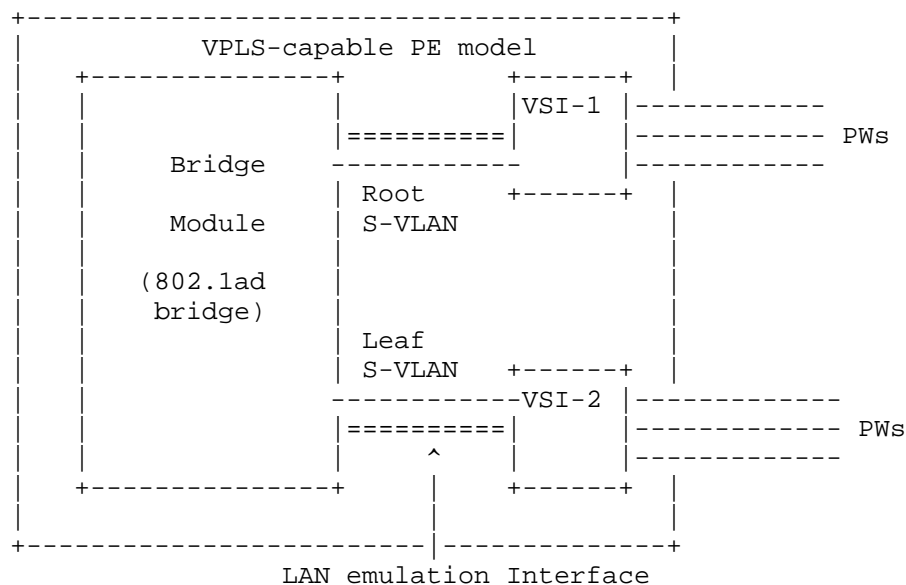 VPLS-capable PE model
VSI-1
PWs
Bridge
Root
Module
S-VLAN
(802.1ad
bridge)
Leaf
S-VLAN
VSI-2
PWs
LAN emulation Interface